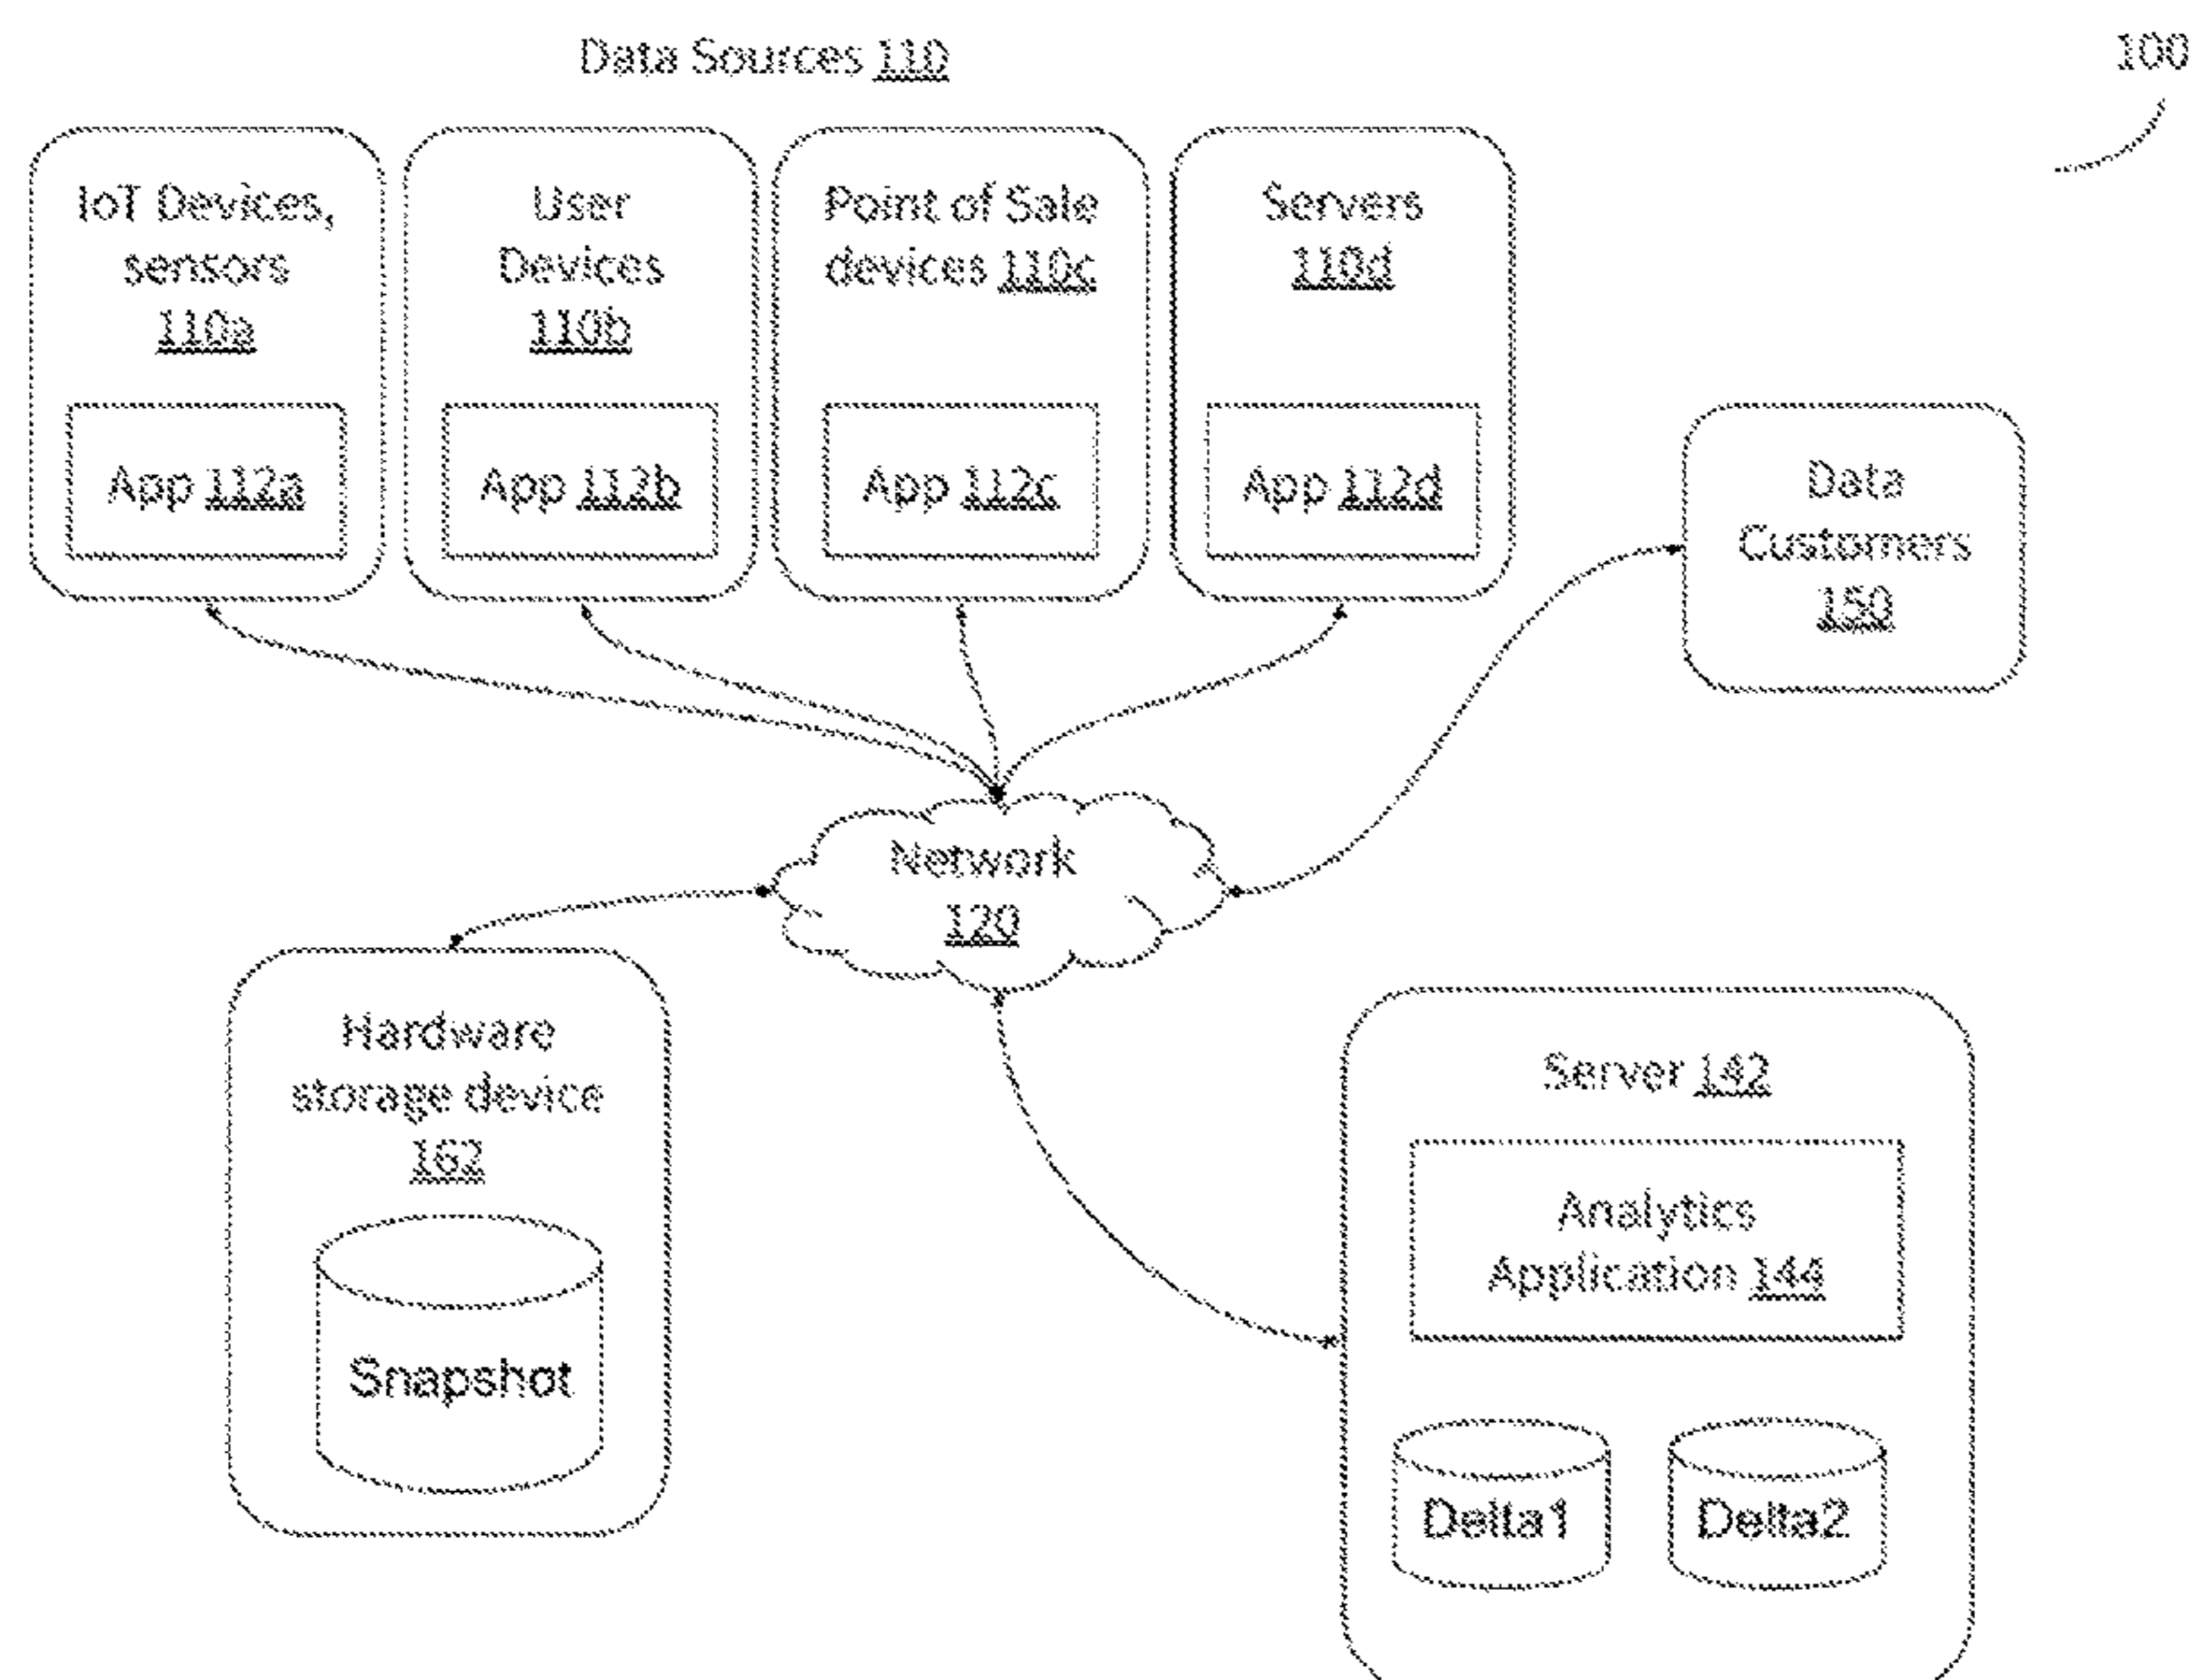 Data Sources 110
100
IoT Devices,
sensors
110a
App 112a
User
Devices
110b
App 112b
Point of Sale
devices 110c
App 112c
Servers
110d
App 112d
Data
Customers
150
Network
120
Hardware
storage device
162
Snapshot
Server 142
Analytics
Application 144
Delta1
Delta2